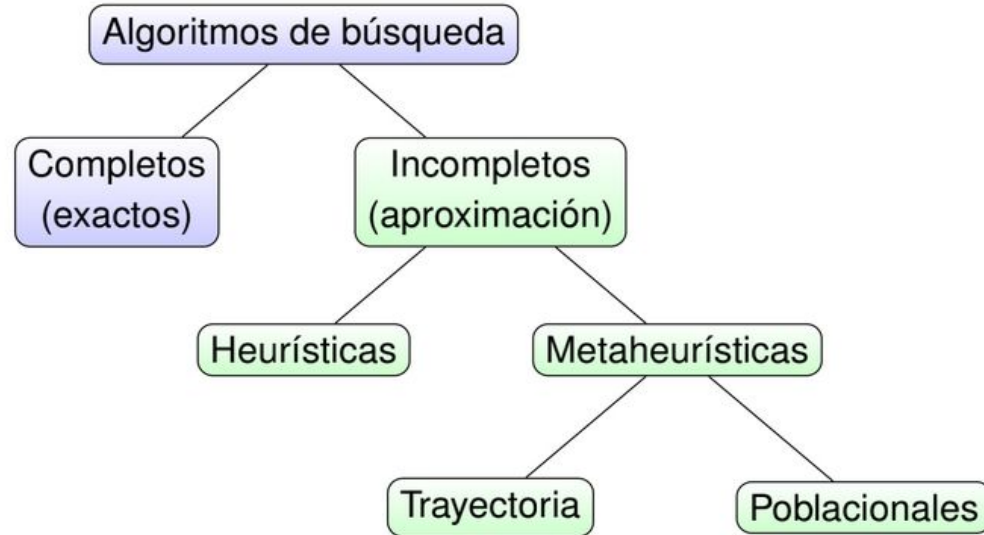 Algoritmos de búsqueda
Completos
(exactos)
Incompletos
(aproximación)
Heurísticas
Metaheurísticas
Trayectoria
Poblacionales